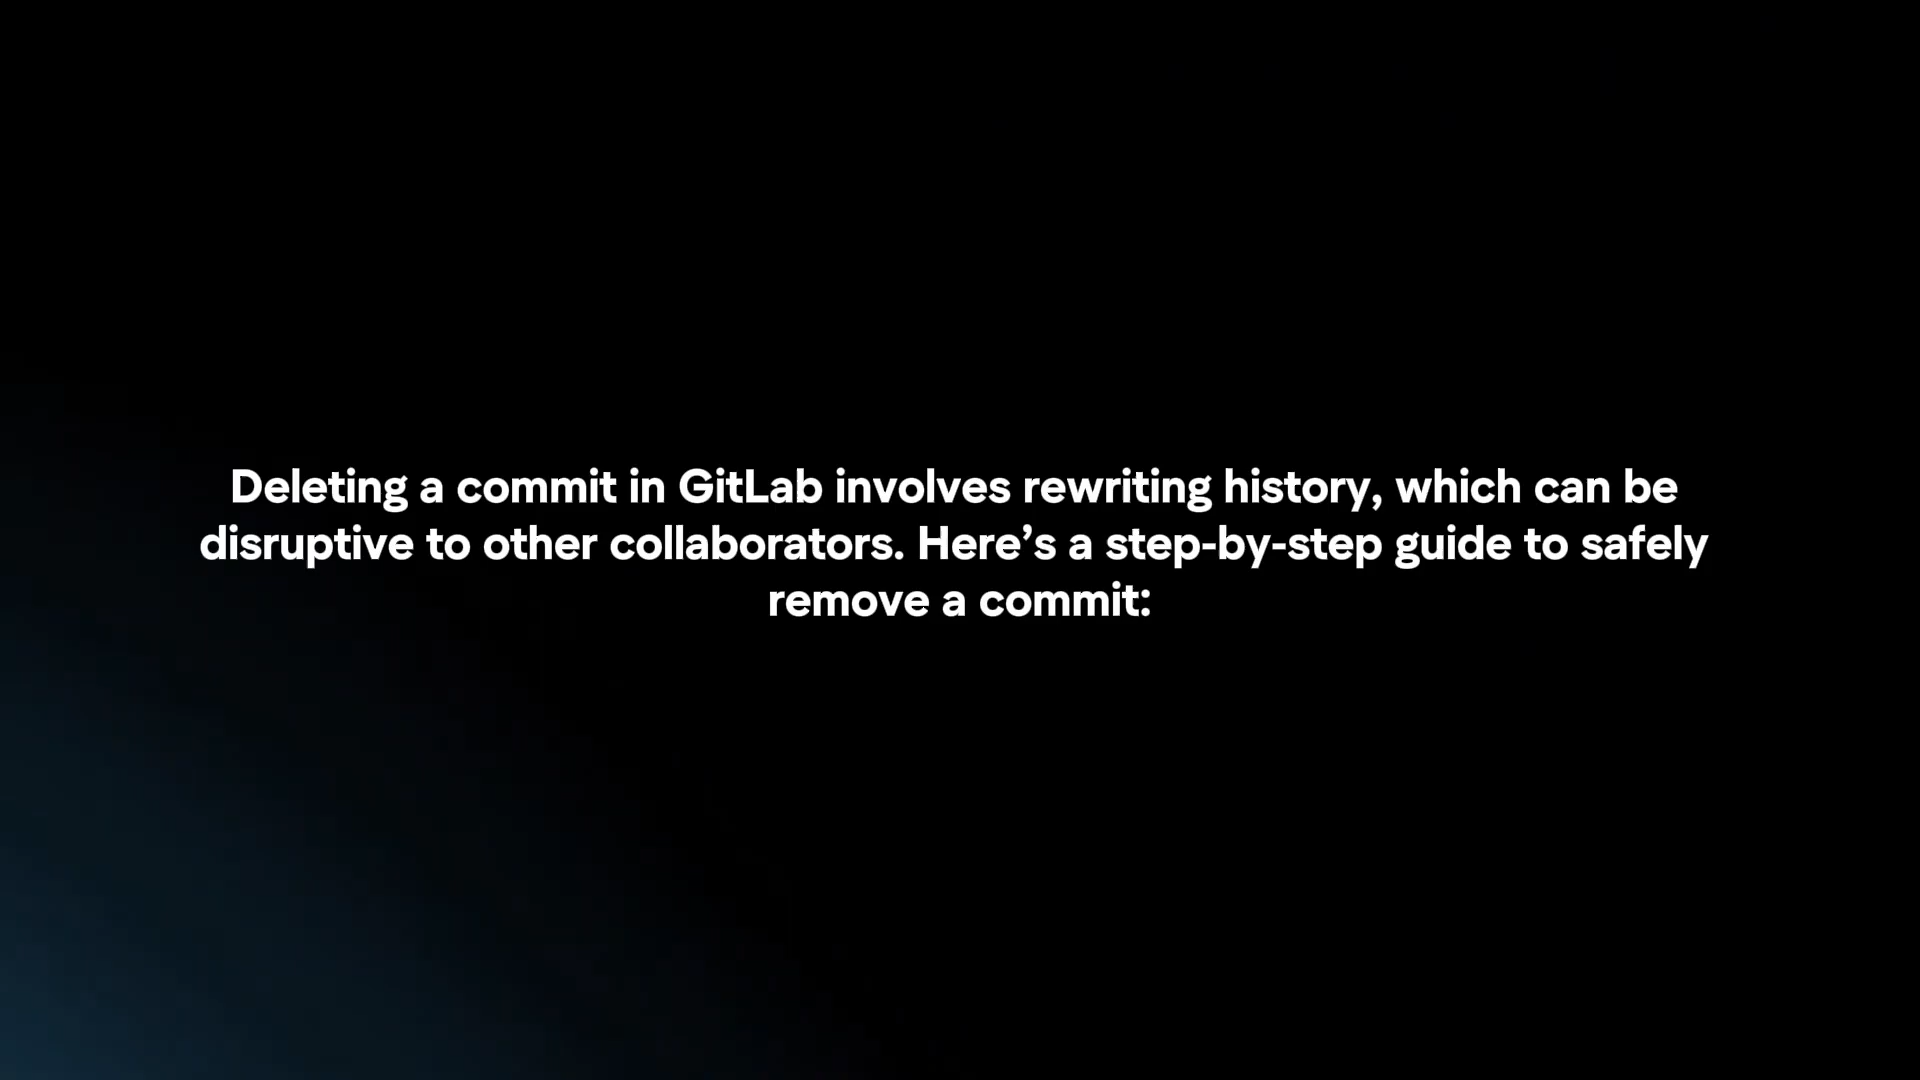 Deleting a commit in GitLab involves rewriting history, which can be
disruptive to other collaborators. Here’s a step-by-step guide to safely
remove a commit: